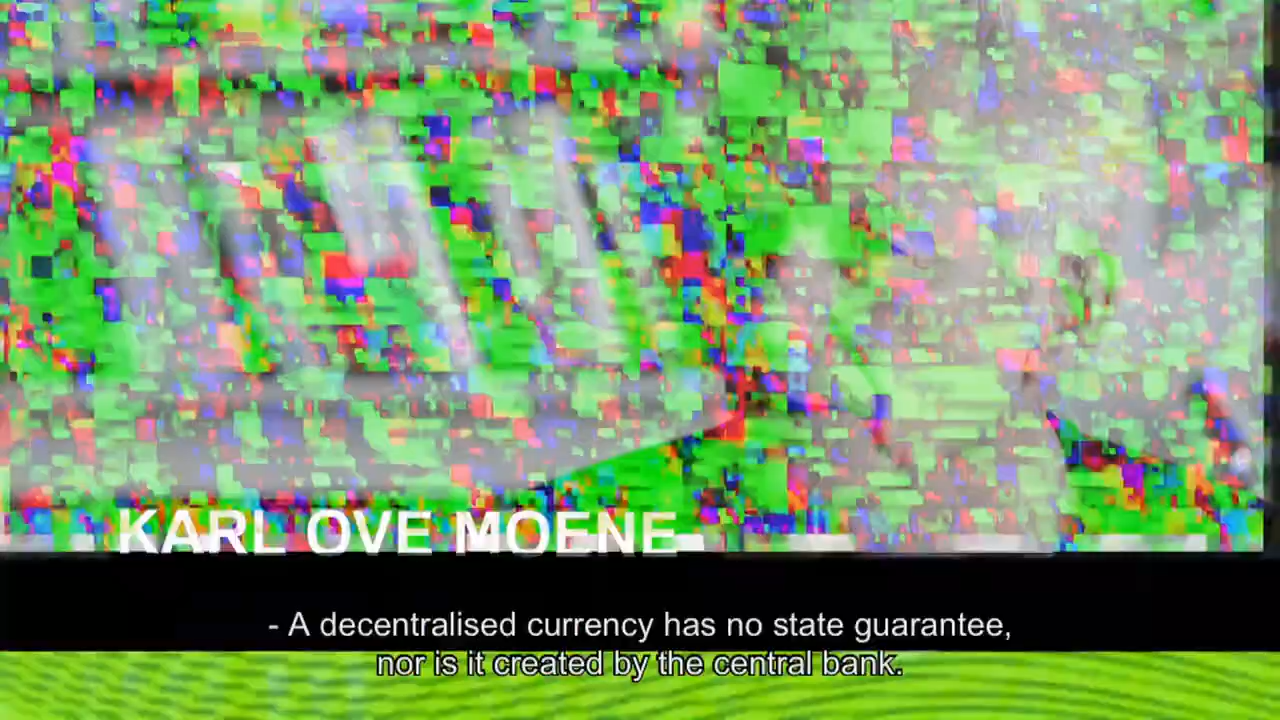 KARL OVE MOENE
- A decentralised currency has no state guarantee,
nor is it created by the central bank.